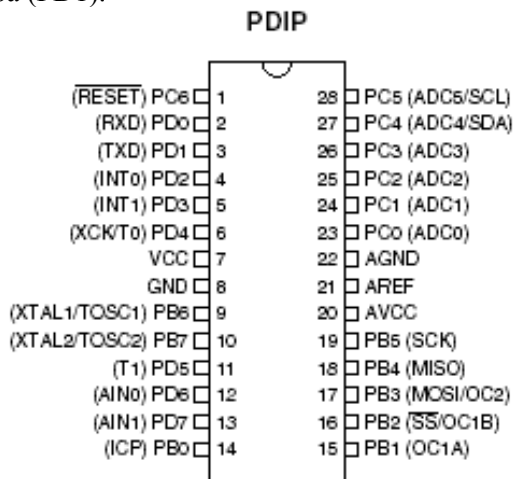 PDIP
(RESET) PC6 1 28 PC5 (ADC5/SCL)
(RXD) PD0 2 27 PC4 (ADC4/SDA)
(TXD) PD1 3 26 PC3 (ADC3)
(INT0) PD2 4 25 PC2 (ADC2)
(INT1) PD3 5 24 PC1 (ADC1)
(XCK/T0) PD4 6 23 PC0 (ADC0)
VCC 7 22 AGND
GND 8 21 AREF
(XTAL1/TOSC1) PB6 9 20 AVCC
(XTAL2/TOSC2) PB7 10 19 PB5 (SCK)
(T1) PD5 11 18 PB4 (MISO)
(AIN0) PD6 12 17 PB3 (MOSI/OC2)
(AIN1) PD7 13 16 PB2 (SS/OC1B)
(ICP) PB0 14 15 PB1 (OC1A)